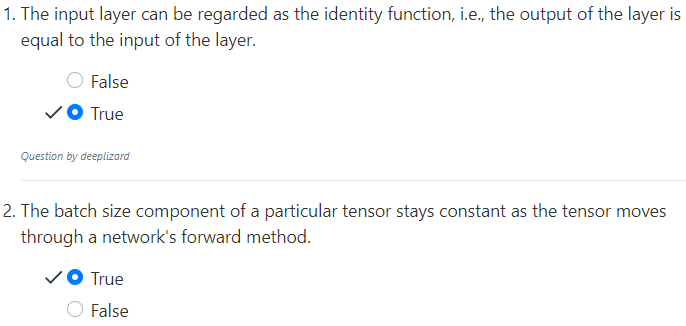 1. The input layer can be regarded as the identity function, i.e., the output of the layer is
equal to the input of the layer.
False
True
Question by deeplizard
2. The batch size component of a particular tensor stays constant as the tensor moves
through a network's forward method.
True
False